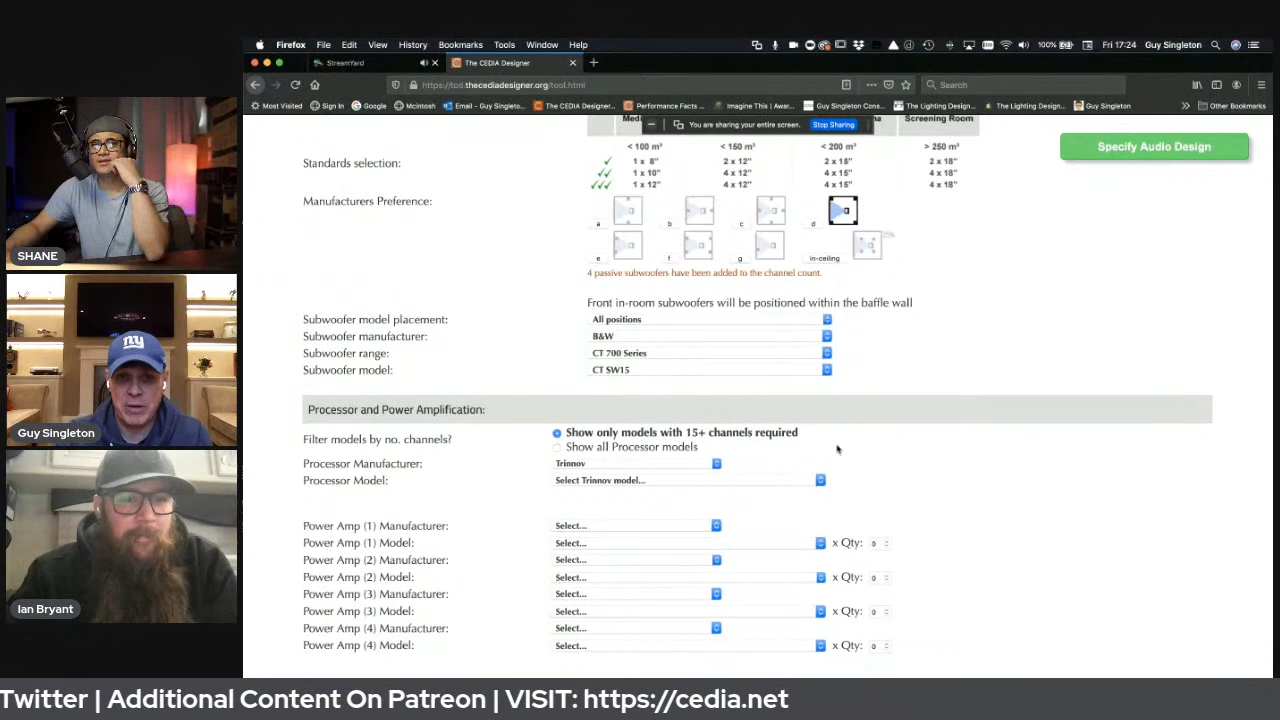 Firefox File Edit View History Bookmarks Tools Window Help 100% Fri 17:24 Guy Singleton
StreamYard The CEDIA Designer
https://tcd.thecediadesigner.org/tool.html Search
Most Visited Sign In Google McIntosh Email - Guy Singleto... The CEDIA Designer... Performance Facts ... Imagine This | Awar... Guy Singleton Cons... The Lighting Design... The Lighting Design... Guy Singleton Other Bookmarks
You are sharing your entire screen. Stop Sharing
Screening Room
Specify Audio Design
< 100 m³ < 150 m³ < 200 m³ > 250 m³
Standards selection:
1 x 8" 2 x 12" 2 x 15" 2 x 18"
1 x 10" 4 x 12" 4 x 15" 4 x 18"
1 x 12" 4 x 12" 4 x 15" 4 x 18"
Manufacturers Preference:
a b c d
e f g in-ceiling
4 passive subwoofers have been added to the channel count.
Front in-room subwoofers will be positioned within the baffle wall
Subwoofer model placement: All positions
Subwoofer manufacturer: B&W
Subwoofer range: CT 700 Series
Subwoofer model: CT SW15
Processor and Power Amplification:
Filter models by no. channels? Show only models with 15+ channels required
Show all Processor models
Processor Manufacturer: Trinnov
Processor Model: Select Trinnov model...
Power Amp (1) Manufacturer: Select...
Power Amp (1) Model: Select... x Qty: 0
Power Amp (2) Manufacturer: Select...
Power Amp (2) Model: Select... x Qty: 0
Power Amp (3) Manufacturer: Select...
Power Amp (3) Model: Select... x Qty: 0
Power Amp (4) Manufacturer: Select...
Power Amp (4) Model: Select... x Qty: 0
SHANE
NY
Guy Singleton
Ian Bryant
Twitter | Additional Content On Patreon | VISIT: https://cedia.net